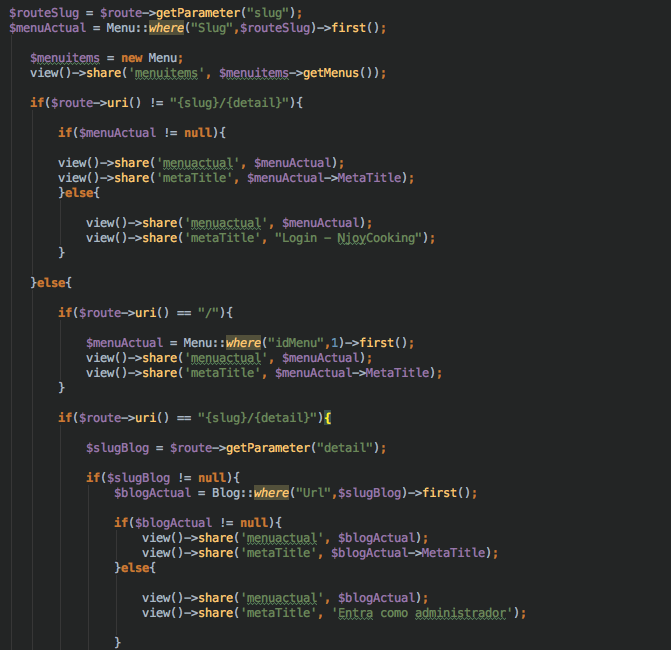 $routeSlug = $route->getParameter("slug");
$menuActual = Menu::where("Slug",$routeSlug)->first();
$menuitems = new Menu;
view()->share('menuitems', $menuitems->getMenus());
if($route->uri() != "{slug}/{detail}"){
if($menuActual != null){
view()->share('menuactual', $menuActual);
view()->share('metaTitle', $menuActual->MetaTitle);
}else{
view()->share('menuactual', $menuActual);
view()->share('metaTitle', "Login - NjoyCooking");
}
}else{
if($route->uri() == "/"){
$menuActual = Menu::where("idMenu",1)->first();
view()->share('menuactual', $menuActual);
view()->share('metaTitle', $menuActual->MetaTitle);
}
if($route->uri() == "{slug}/{detail}"){
$slugBlog = $route->getParameter("detail");
if($slugBlog != null){
$blogActual = Blog::where("Url",$slugBlog)->first();
if($blogActual != null){
view()->share('menuactual', $blogActual);
view()->share('metaTitle', $blogActual->MetaTitle);
}else{
view()->share('menuactual', $blogActual);
view()->share('metaTitle', 'Entra como administrador');
}